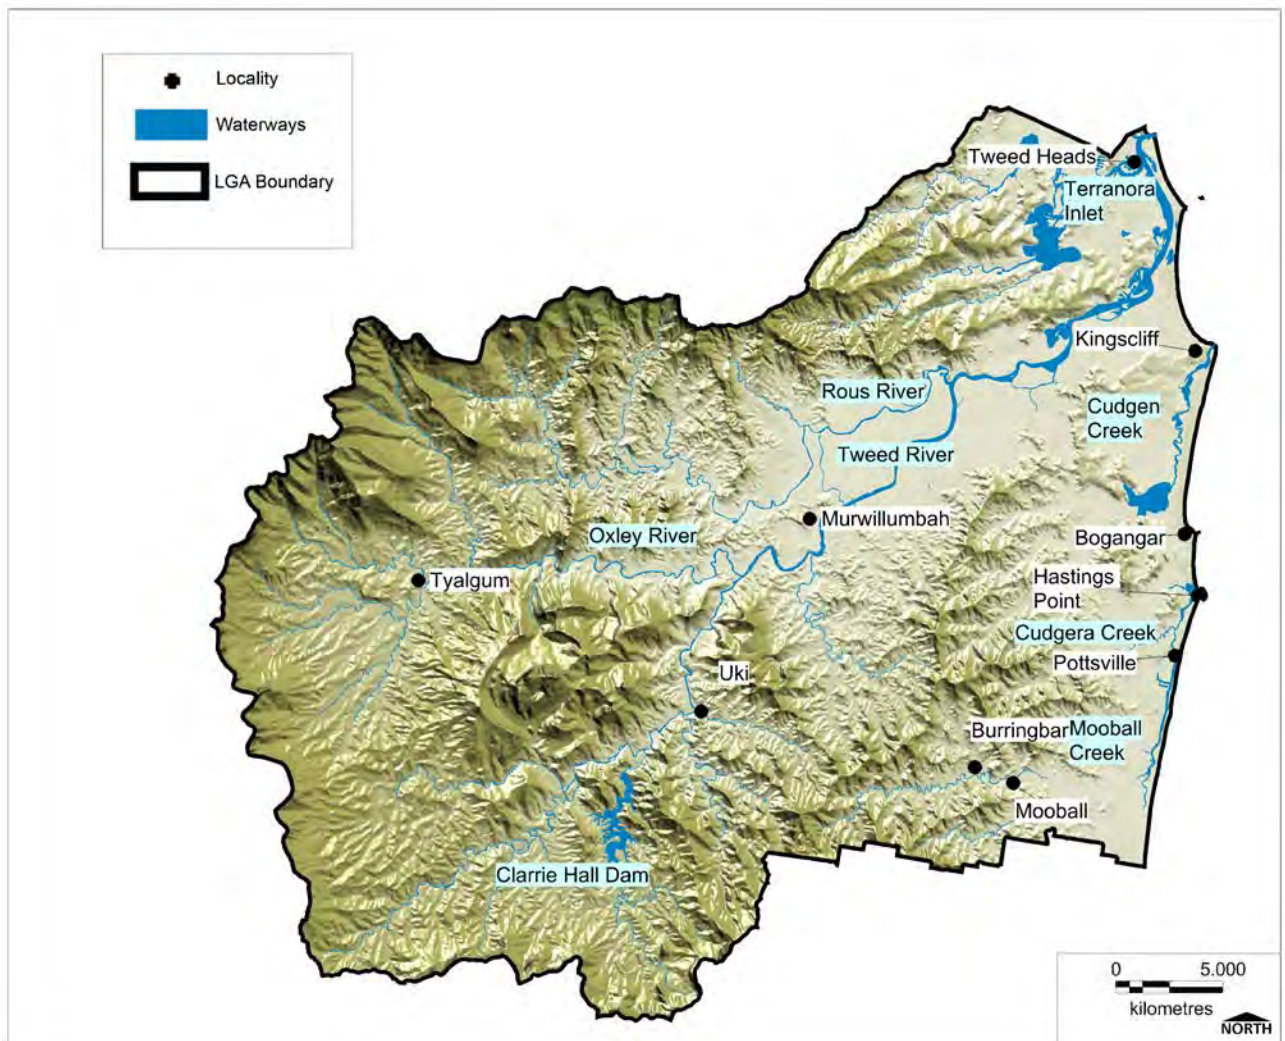 Locality
Waterways
LGA Boundary
Tweed Heads
Terranora
Inlet
Kingscliff
Rous River
Cudgen
Creek
Tweed River
Murwillumbah
Oxley River
Bogangar
Tyalgum
Hastings
Point
Cudgera Creek
Pottsville
Uki
Burringbar
Mooball
Creek
Mooball
Clarrie Hall Dam
0 5.000
kilometres
NORTH